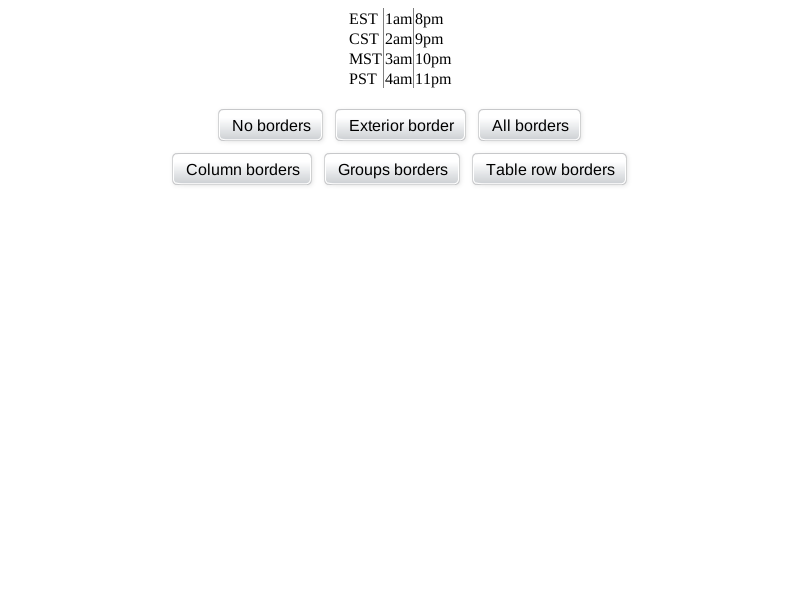 EST 1am 8pm
CST 2am 9pm
MST 3am 10pm
PST 4am 11pm
No borders Exterior border All borders
Column borders Groups borders Table row borders